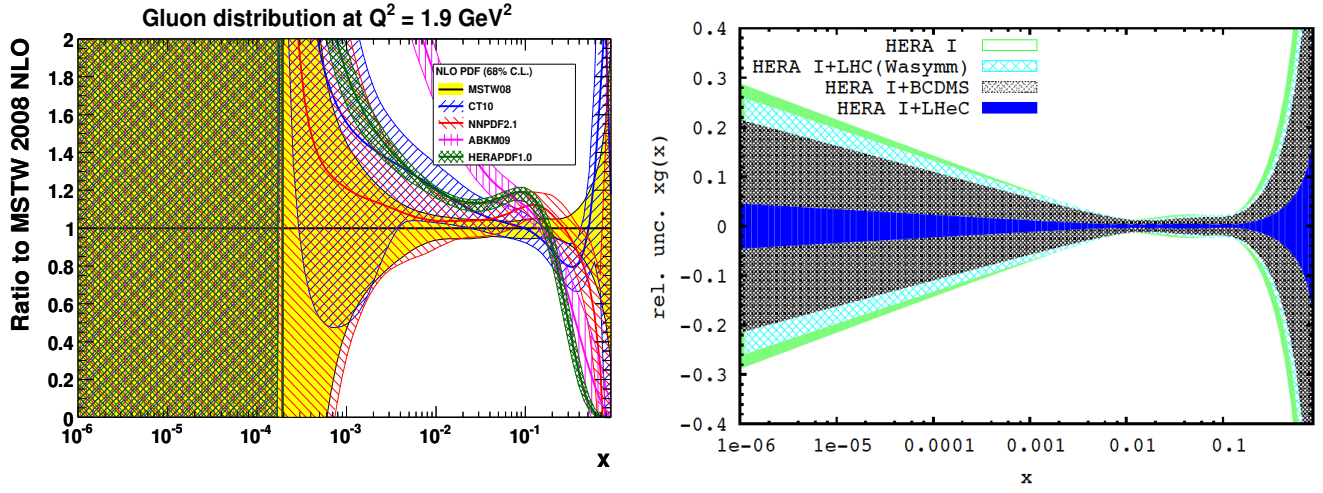 Gluon distribution at Q² = 1.9 GeV²
Ratio to MSTW 2008 NLO
2
1.8
1.6
1.4
1.2
1
0.8
0.6
0.4
0.2
0
NLO PDF (68% C.L.)
MSTW08
CT10
NNPDF2.1
ABKM09
HERAPDF1.0
10⁻⁶ 10⁻⁵ 10⁻⁴ 10⁻³ 10⁻² 10⁻¹
x
rel. unc. xg(x)
0.4
0.3
0.2
0.1
0
-0.1
-0.2
-0.3
-0.4
HERA I
HERA I+LHC(Wasymm)
HERA I+BCDMS
HERA I+LHeC
1e-06 1e-05 0.0001 0.001 0.01 0.1
x